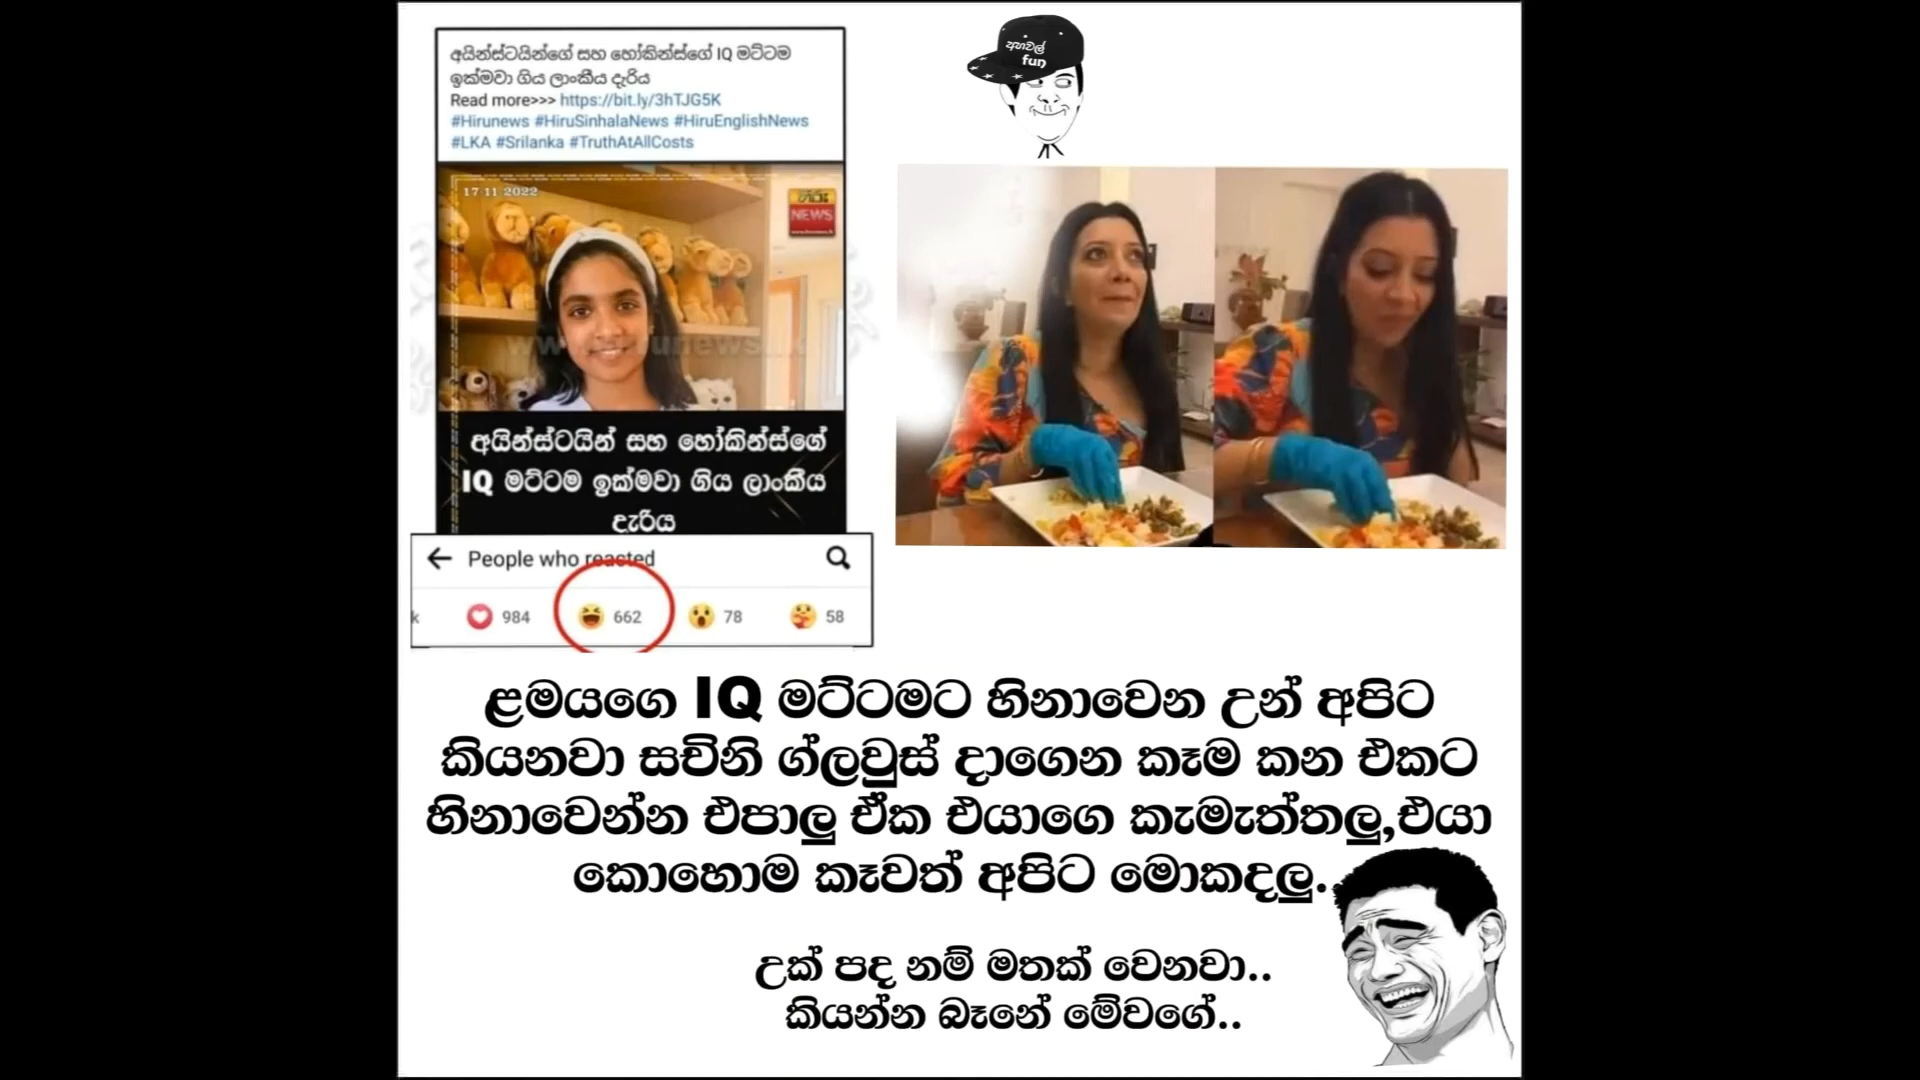 අයින්ස්ටයින්ගේ සහ හෝකින්ස්ගේ IQ මට්ටම
ඉක්මවා ගිය ලාංකීය දැරිය
Read more>>> https://bit.ly/3hTJG5K
#Hirunews #HiruSinhalaNews #HiruEnglishNews
#LKA #Srilanka #TruthAtAllCosts
17-11-2022
හිරු
NEWS
අයින්ස්ටයින් සහ හෝකින්ස්ගේ
IQ මට්ටම ඉක්මවා ගිය ලාංකීය
දැරිය
People who reacted
984 662 78 58
අතවල්
fun
ළමයගෙ IQ මට්ටමට හිනාවෙන උන් අපිට
කියනවා සචිනි ග්ලවුස් දාගෙන කෑම කන එකට
හිනාවෙන්න එපාලු ඒක එයාගෙ කැමැත්තලු,එයා
කොහොම කෑවත් අපිට මොකදලු.
උක් පද නම් මතක් වෙනවා..
කියන්න බෑනේ මේවගේ..